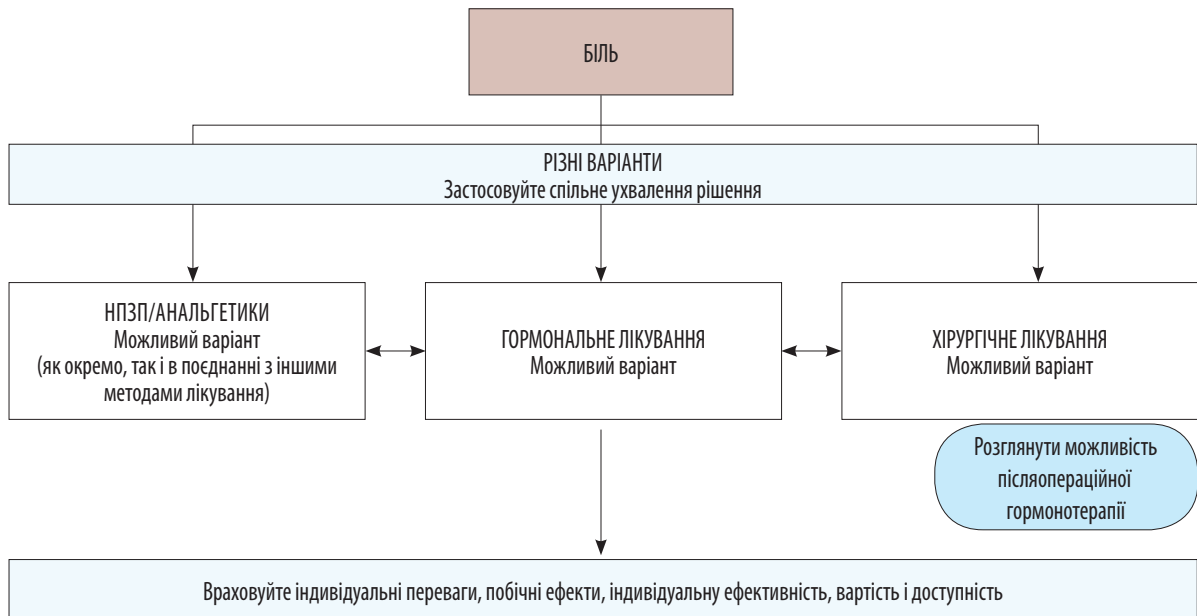 БІЛЬ
РІЗНІ ВАРІАНТИ
Застосовуйте спільне ухвалення рішення
НПЗП/АНАЛЬГЕТИКИ
Можливий варіант
(як окремо, так і в поєднанні з іншими
методами лікування)
ГОРМОНАЛЬНЕ ЛІКУВАННЯ
Можливий варіант
ХІРУРГІЧНЕ ЛІКУВАННЯ
Можливий варіант
Розглянути можливість
післяопераційної
гормонотерапії
Враховуйте індивідуальні переваги, побічні ефекти, індивідуальну ефективність, вартість і доступність